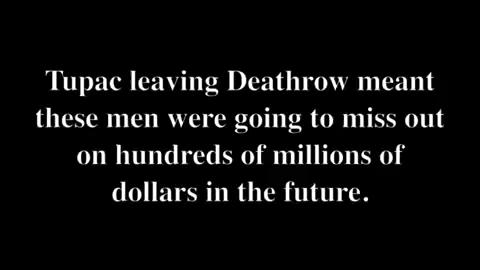 Tupac leaving Deathrow meant
these men were going to miss out
on hundreds of millions of
dollars in the future.